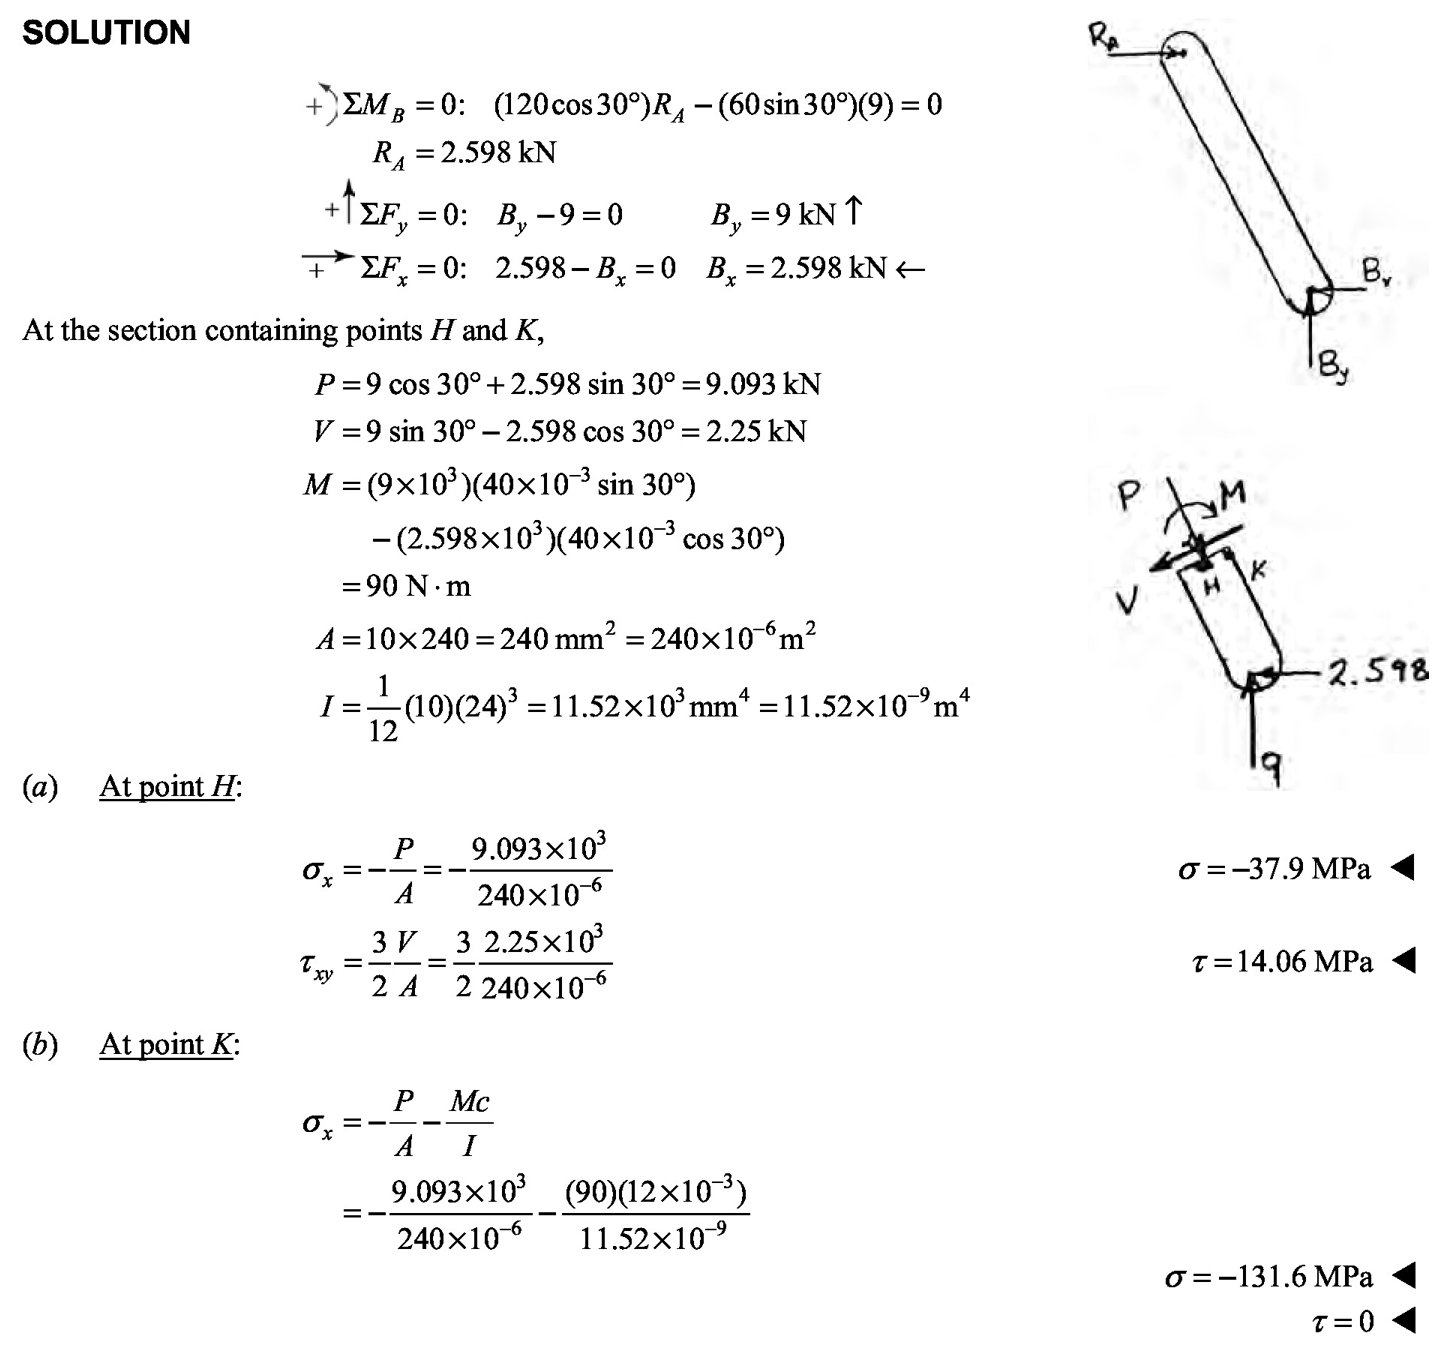 SOLUTION
R_A
+ ΣM_B = 0: (120 cos 30°)R_A − (60 sin 30°)(9) = 0
R_A = 2.598 kN
+↑ ΣF_y = 0: B_y − 9 = 0 B_y = 9 kN ↑
+→ ΣF_x = 0: 2.598 − B_x = 0 B_x = 2.598 kN ←
B_x
B_y
At the section containing points H and K,
P = 9 cos 30° + 2.598 sin 30° = 9.093 kN
V = 9 sin 30° − 2.598 cos 30° = 2.25 kN
M = (9×10³)(40×10⁻³ sin 30°)
− (2.598×10³)(40×10⁻³ cos 30°)
= 90 N·m
A = 10×240 = 240 mm² = 240×10⁻⁶ m²
I = 1/12 (10)(24)³ = 11.52×10³ mm⁴ = 11.52×10⁻⁹ m⁴
P
M
V
H
K
2.598
9
(a) At point H:
σ_x = −P/A = −9.093×10³/240×10⁻⁶ σ = −37.9 MPa ◀
τ_xy = 3/2 V/A = 3/2 2.25×10³/240×10⁻⁶ τ = 14.06 MPa ◀
(b) At point K:
σ_x = −P/A − Mc/I
= −9.093×10³/240×10⁻⁶ − (90)(12×10⁻³)/11.52×10⁻⁹
σ = −131.6 MPa ◀
τ = 0 ◀